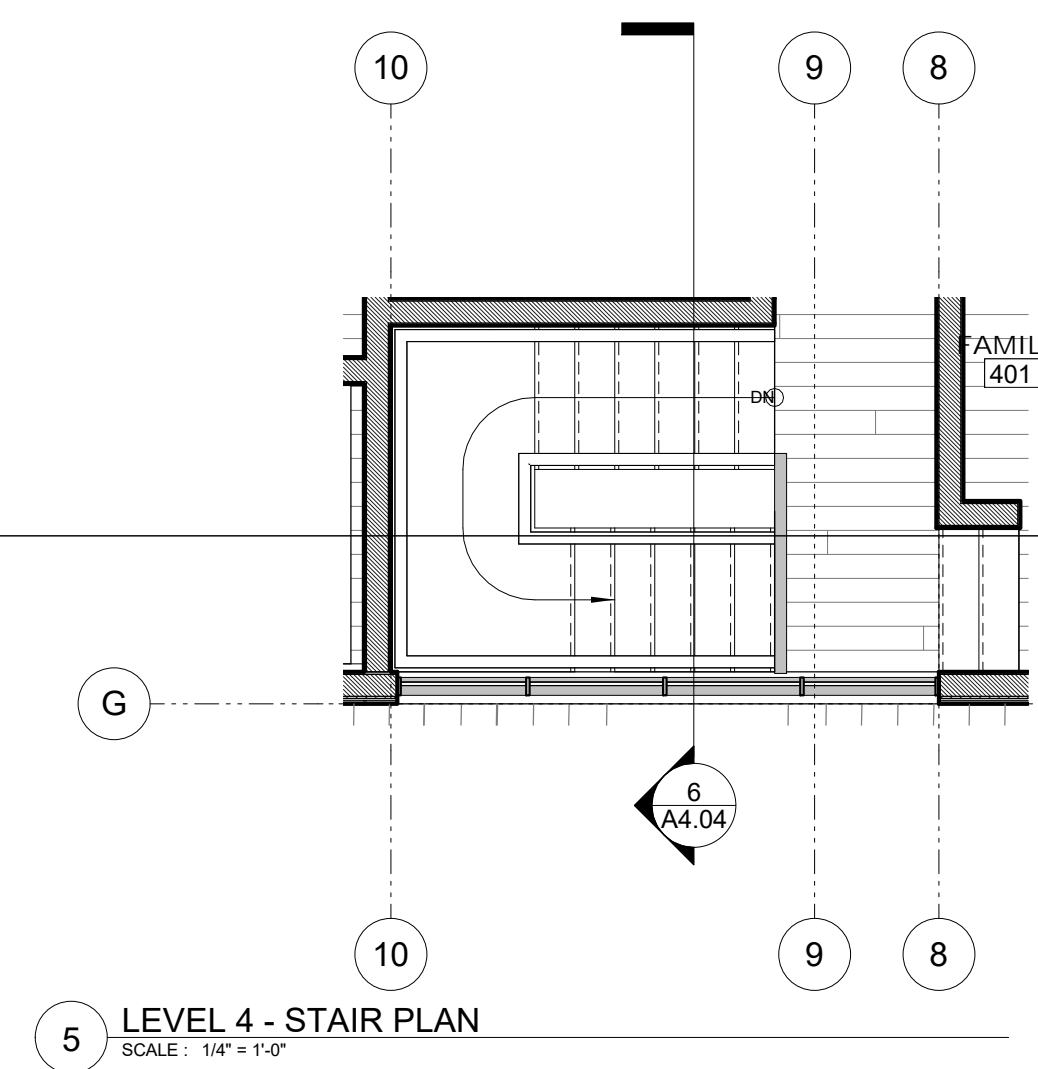 10
9
8
FAMIL
401
DN
G
6
A4.04
10
9
8
5
LEVEL 4 - STAIR PLAN
SCALE : 1/4" = 1'-0"